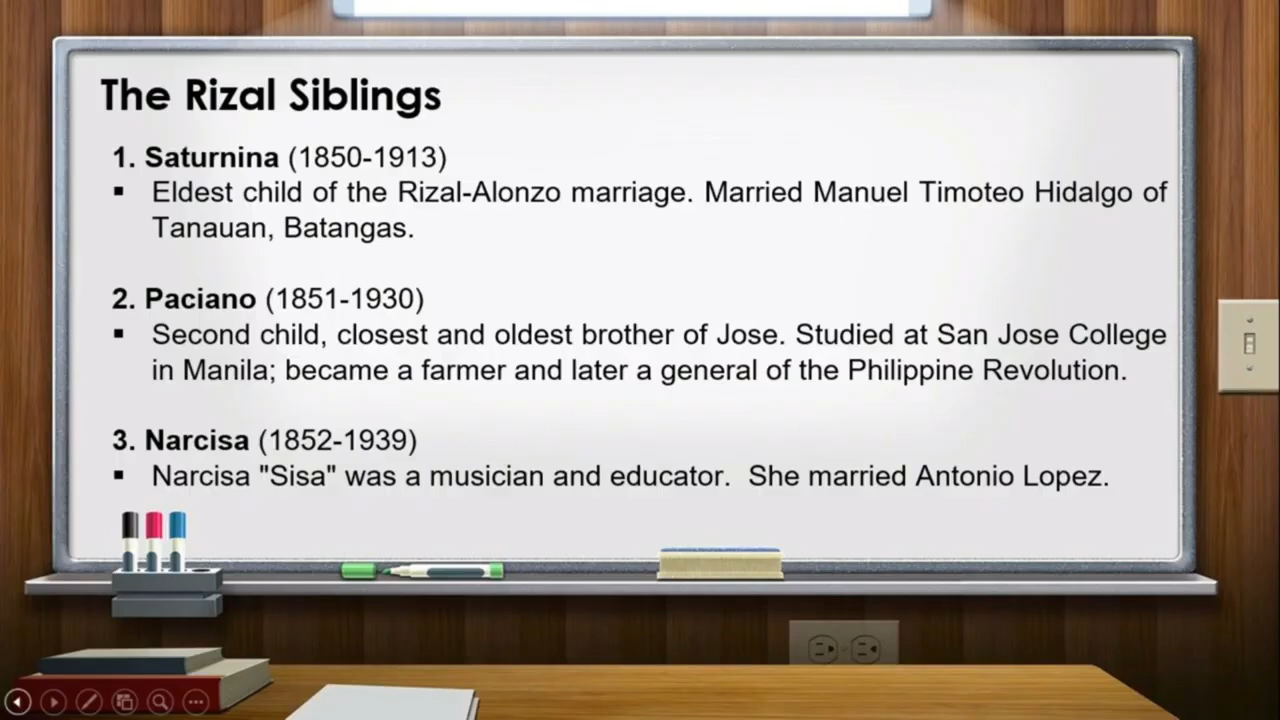 The Rizal Siblings
1. Saturnina (1850-1913)
▪ Eldest child of the Rizal-Alonzo marriage. Married Manuel Timoteo Hidalgo of
Tanauan, Batangas.
2. Paciano (1851-1930)
▪ Second child, closest and oldest brother of Jose. Studied at San Jose College
in Manila; became a farmer and later a general of the Philippine Revolution.
3. Narcisa (1852-1939)
▪ Narcisa "Sisa" was a musician and educator.  She married Antonio Lopez.